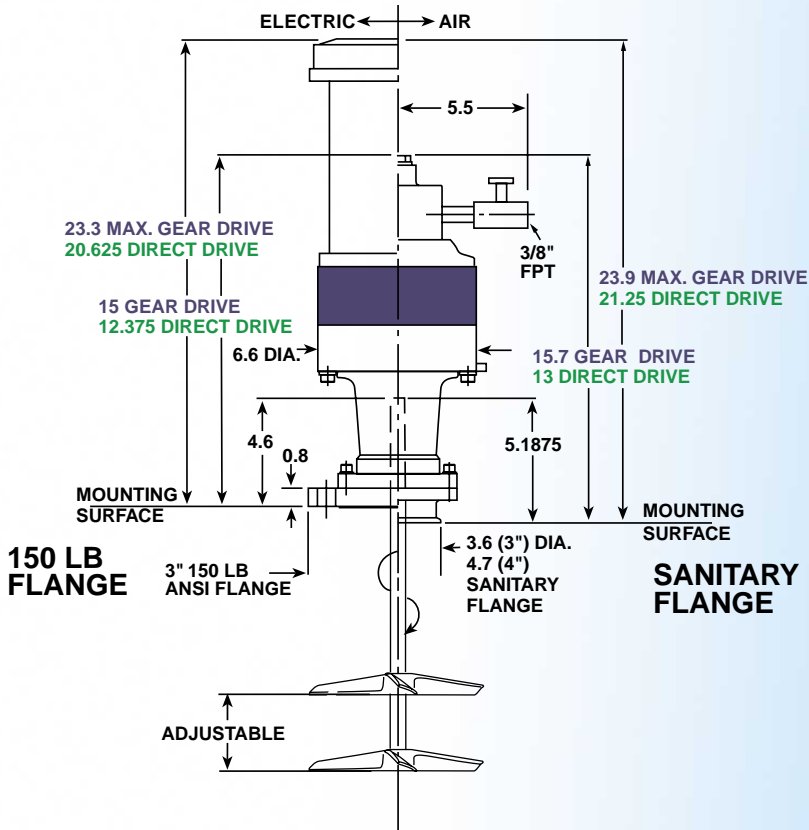 ELECTRIC AIR
5.5
23.3 MAX. GEAR DRIVE
20.625 DIRECT DRIVE
3/8"
FPT
23.9 MAX. GEAR DRIVE
21.25 DIRECT DRIVE
15 GEAR DRIVE
12.375 DIRECT DRIVE
6.6 DIA.
15.7 GEAR DRIVE
13 DIRECT DRIVE
4.6
0.8
5.1875
MOUNTING
SURFACE
MOUNTING
SURFACE
150 LB
FLANGE
3" 150 LB
ANSI FLANGE
3.6 (3") DIA.
4.7 (4")
SANITARY
FLANGE
SANITARY
FLANGE
ADJUSTABLE